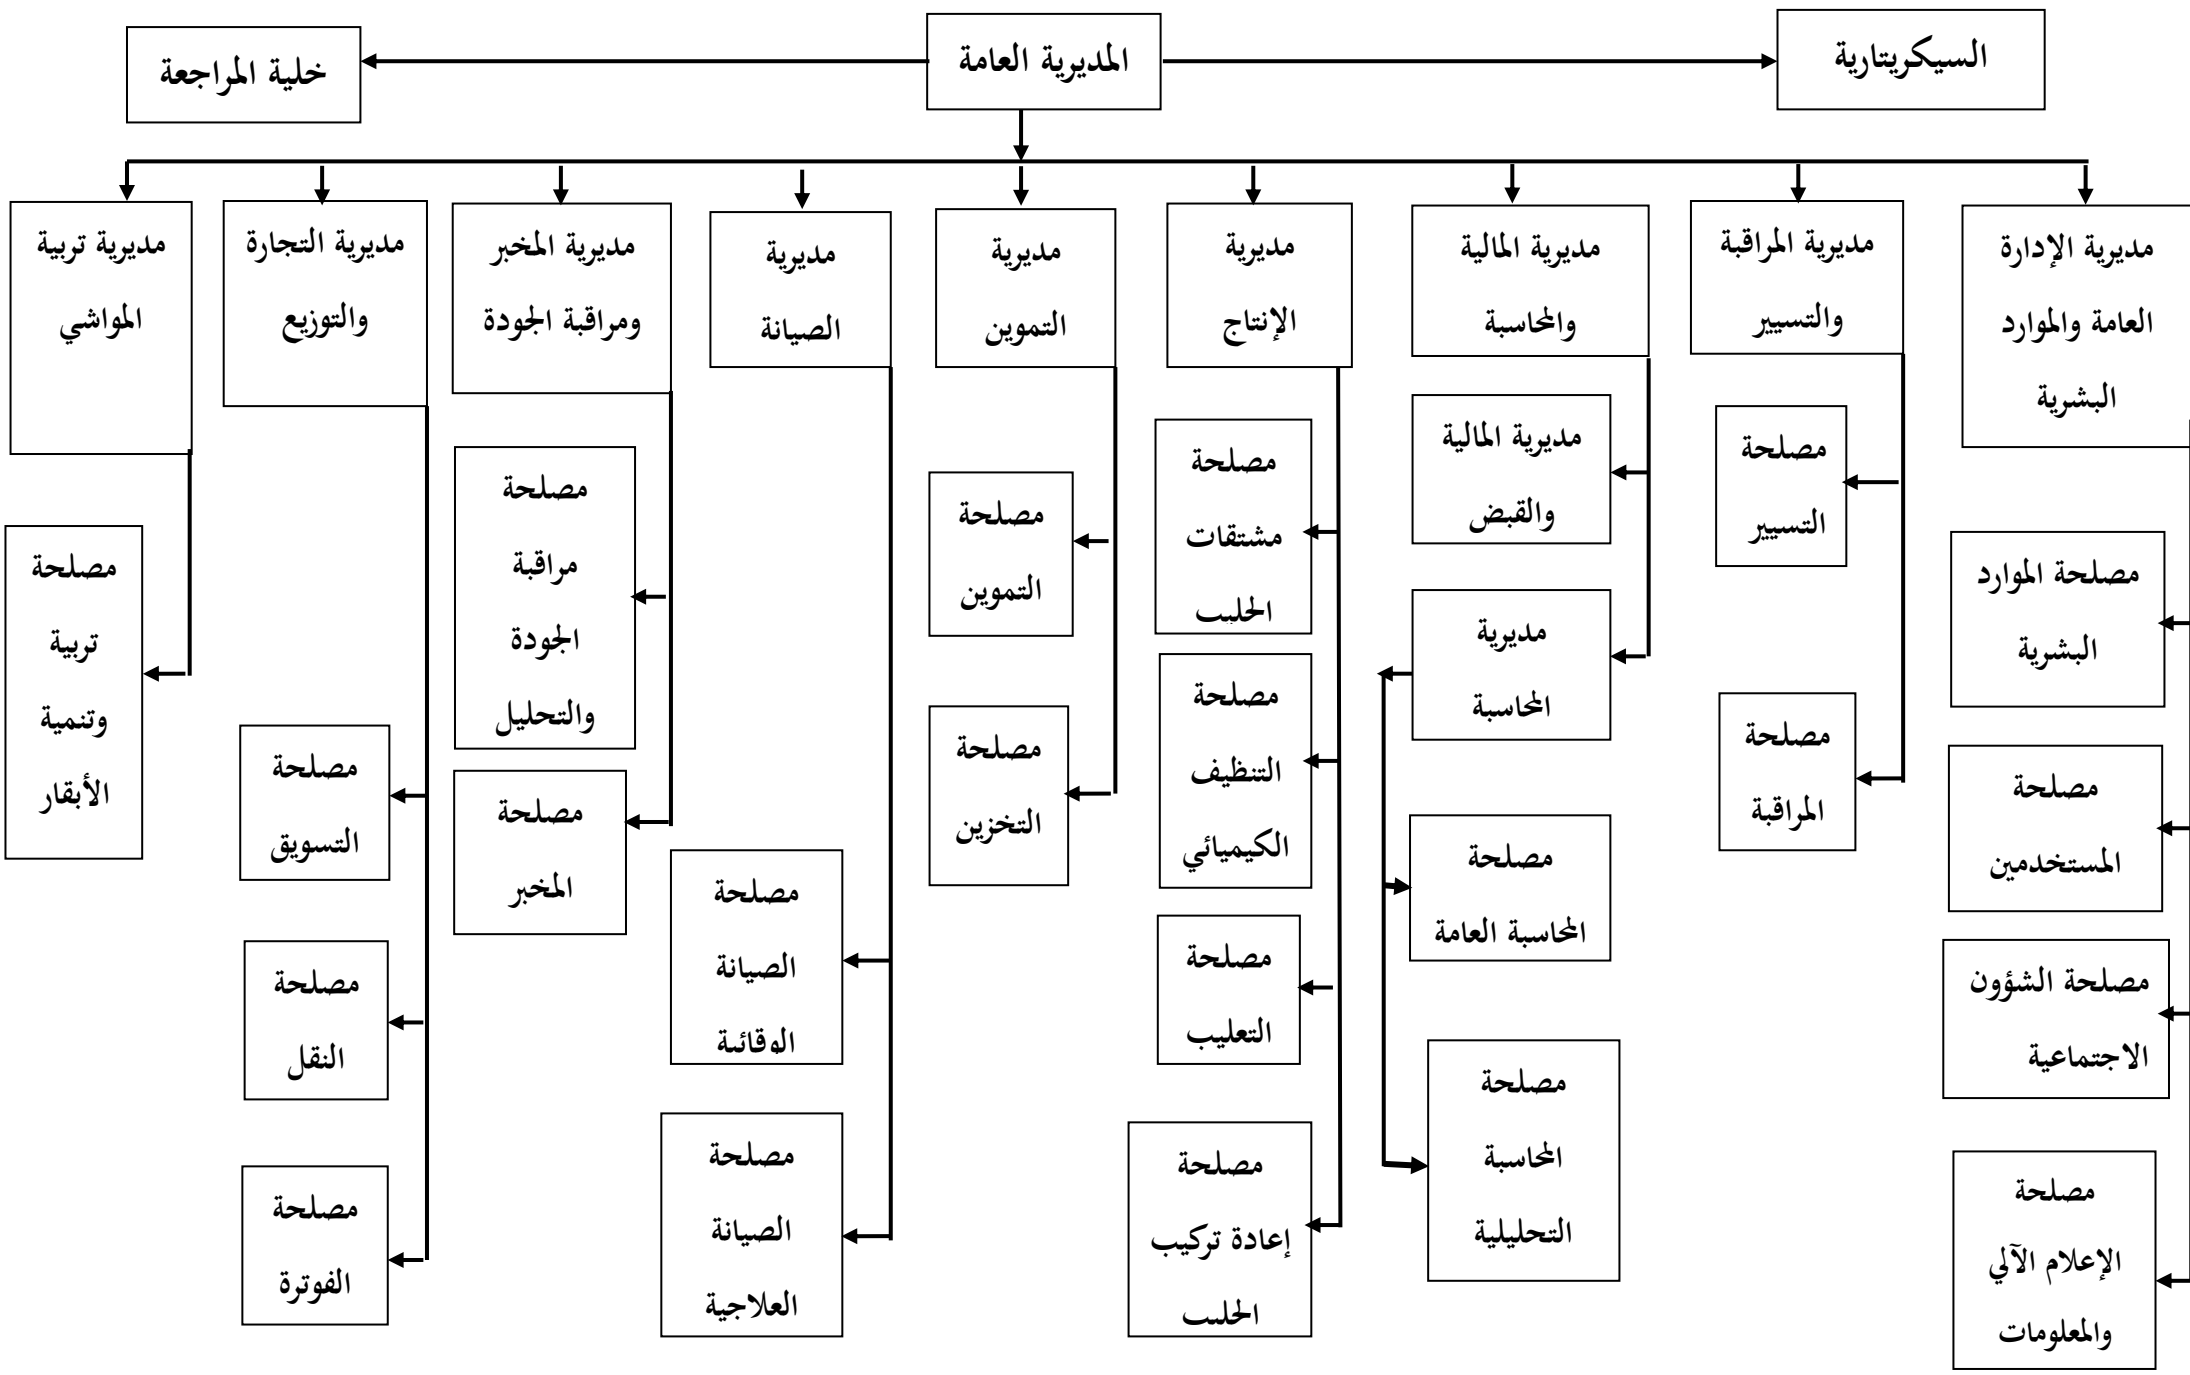 السيكريتارية
المديرية العامة
خلية المراجعة
مديرية الإدارة
العامة والموارد
البشرية
مصلحة الموارد
البشرية
مصلحة
المستخدمين
مصلحة الشؤون
الاجتماعية
مصلحة
الإعلام الآلي
والمعلومات
مديرية المراقبة
والتسيير
مصلحة
التسيير
مصلحة
المراقبة
مديرية المالية
والمحاسبة
مديرية المالية
والقبض
مديرية
المحاسبة
مصلحة
المحاسبة العامة
مصلحة
المحاسبة
التحليلية
مديرية
الإنتاج
مصلحة
مشتقات
الحليب
مصلحة
التنظيف
الكيميائي
مصلحة
التعليب
مصلحة
إعادة تركيب
الحليب
مديرية
التموين
مصلحة
التموين
مصلحة
التخزين
مديرية
الصيانة
مصلحة
الصيانة
الوقائية
مصلحة
الصيانة
العلاجية
مديرية المخبر
ومراقبة الجودة
مصلحة
مراقبة
الجودة
والتحليل
مصلحة
المخبر
مديرية التجارة
والتوزيع
مصلحة
التسويق
مصلحة
النقل
مصلحة
الفوترة
مديرية تربية
المواشي
مصلحة
تربية
وتنمية
الأبقار